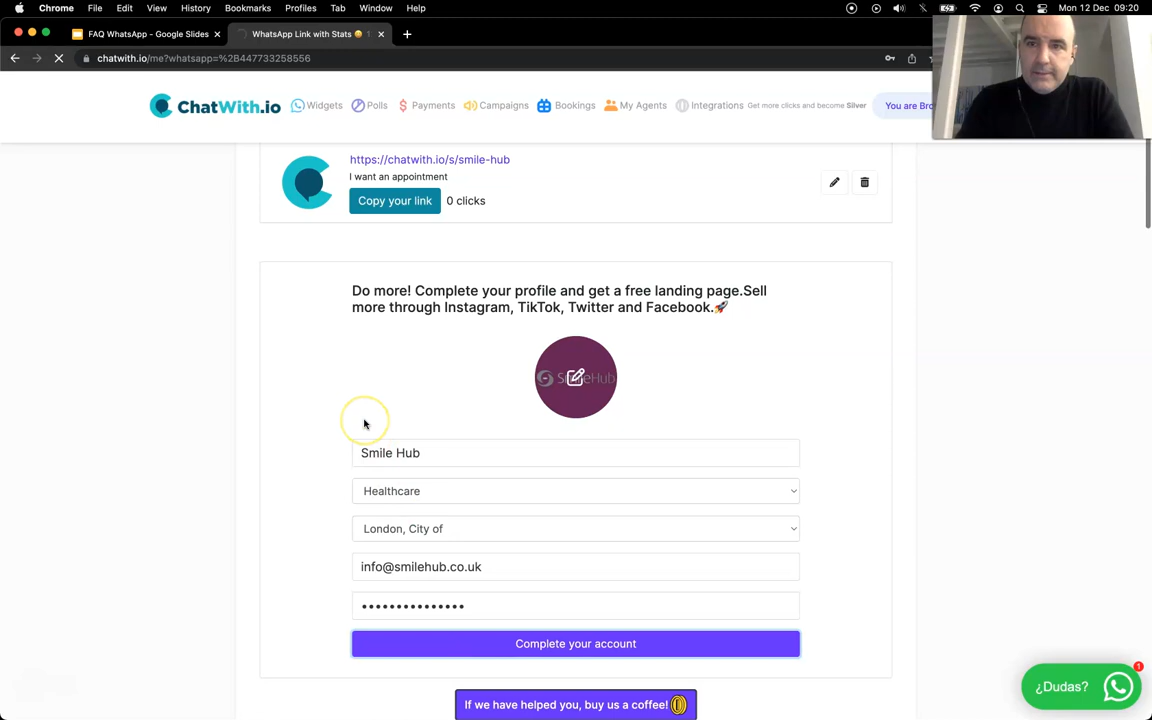 Chrome File Edit View History Bookmarks Profiles Tab Window Help Mon 12 Dec 09:20
FAQ WhatsApp - Google Slides WhatsApp Link with Stats 😀 1
chatwith.io/me?whatsapp=%2B447733258556
ChatWith.io Widgets Polls $ Payments Campaigns Bookings My Agents Integrations Get more clicks and become Silver You are Bro
https://chatwith.io/s/smile-hub
I want an appointment
Copy your link 0 clicks
Do more! Complete your profile and get a free landing page.Sell
more through Instagram, TikTok, Twitter and Facebook.🚀
SmileHub
Smile Hub
Healthcare
London, City of
info@smilehub.co.uk
•••••••••••••••
Complete your account
If we have helped you, buy us a coffee!
¿Dudas? 1